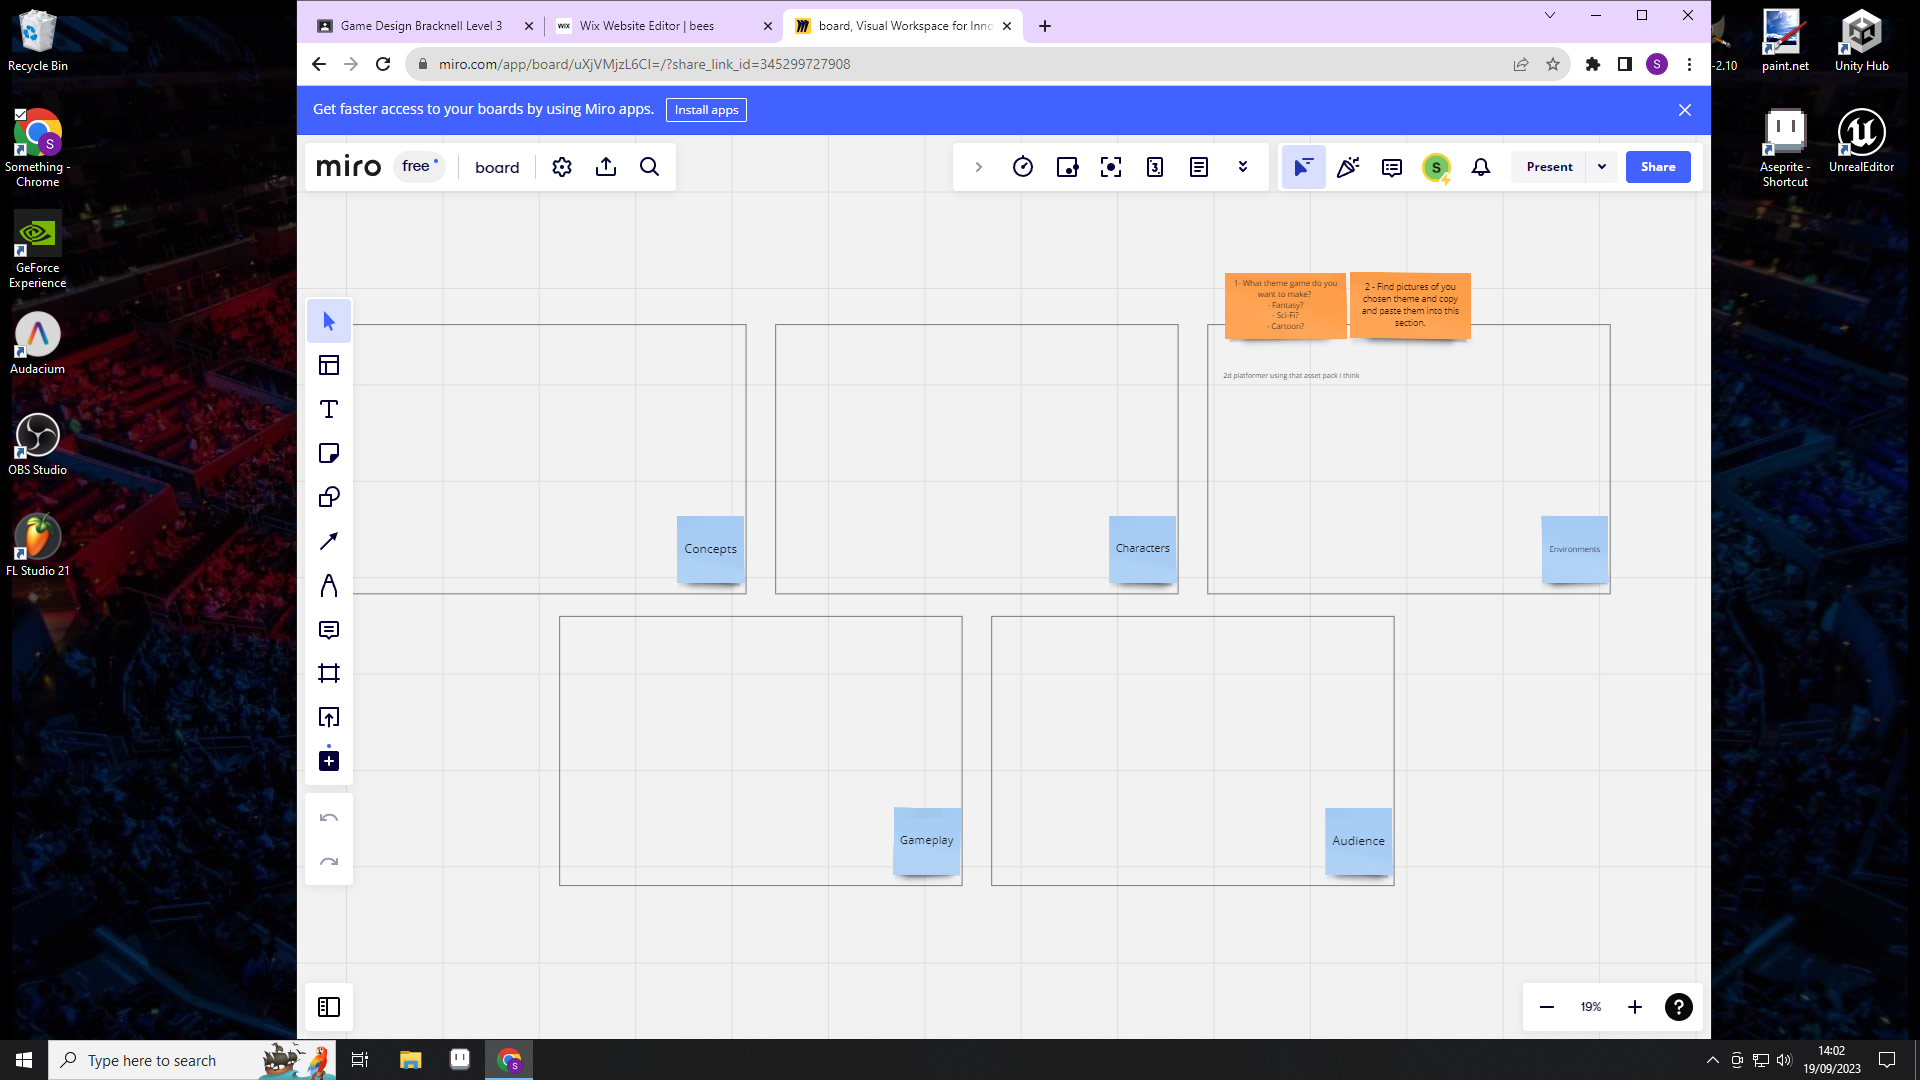 Recycle Bin
Something -
Chrome
GeForce
Experience
Audacium
OBS Studio
FL Studio 21
Game Design Bracknell Level 3
WIX
Wix Website Editor | bees
board, Visual Workspace for Inno
miro.com/app/board/uXjVMjzL6CI=/?share_link_id=345299727908
S
Get faster access to your boards by using Miro apps.
Install apps
miro
free
board
3
S
Present
Share
1- What theme game do you
want to make?
- Fantasy?
- Sci-Fi?
- Cartoon?
2 - Find pictures of you
chosen theme and copy
and paste them into this
section.
2d platformer using that asset pack i think
Concepts
Characters
Environments
Gameplay
Audience
19%
?
-2.10
paint.net
Unity Hub
Aseprite -
Shortcut
UnrealEditor
Type here to search
14:02
19/09/2023